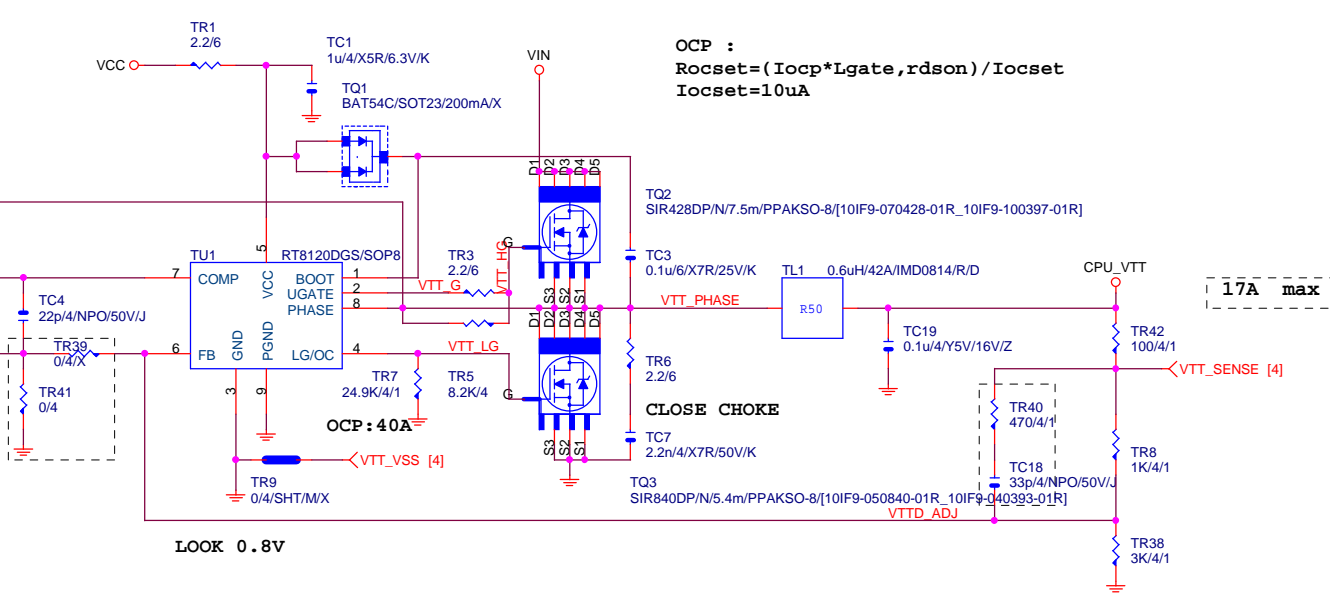 TR1
2.2/6
VCC
TC1
1u/4/X5R/6.3V/K
TQ1
BAT54C/SOT23/200mA/X
VIN
OCP :
Rocset=(Iocp*Lgate,rdson)/Iocset
Iocset=10uA
D1
D2
D3
D4
D5
TQ2
SIR428DP/N/7.5m/PPAKSO-8/[10IF9-070428-01R_10IF9-100397-01R]
G
S3
S2
S1
TU1
RT8120DGS/SOP8
5
7
COMP
VCC
BOOT
1
UGATE
2
PHASE
8
6
FB
GND
PGND
LG/OC
4
3
9
TR3
2.2/6
VTT_G
VTT_HG
VTT_LG
TC3
0.1u/6/X7R/25V/K
VTT_PHASE
TL1
0.6uH/42A/IMD0814/R/D
R50
CPU_VTT
17A max
TC4
22p/4/NPO/50V/J
TR39
0/4/X
TR41
0/4
TR7
24.9K/4/1
TR5
8.2K/4
OCP:40A
D1
D2
D3
D4
D5
G
S3
S2
S1
TR6
2.2/6
CLOSE CHOKE
TC7
2.2n/4/X7R/50V/K
TQ3
SIR840DP/N/5.4m/PPAKSO-8/[10IF9-050840-01R_10IF9-040393-01R]
TC19
0.1u/4/Y5V/16V/Z
TR42
100/4/1
VTT_SENSE [4]
TR40
470/4/1
TC18
33p/4/NPO/50V/J
TR8
1K/4/1
VTT_VSS [4]
TR9
0/4/SHT/M/X
VTTD_ADJ
LOOK 0.8V
TR38
3K/4/1